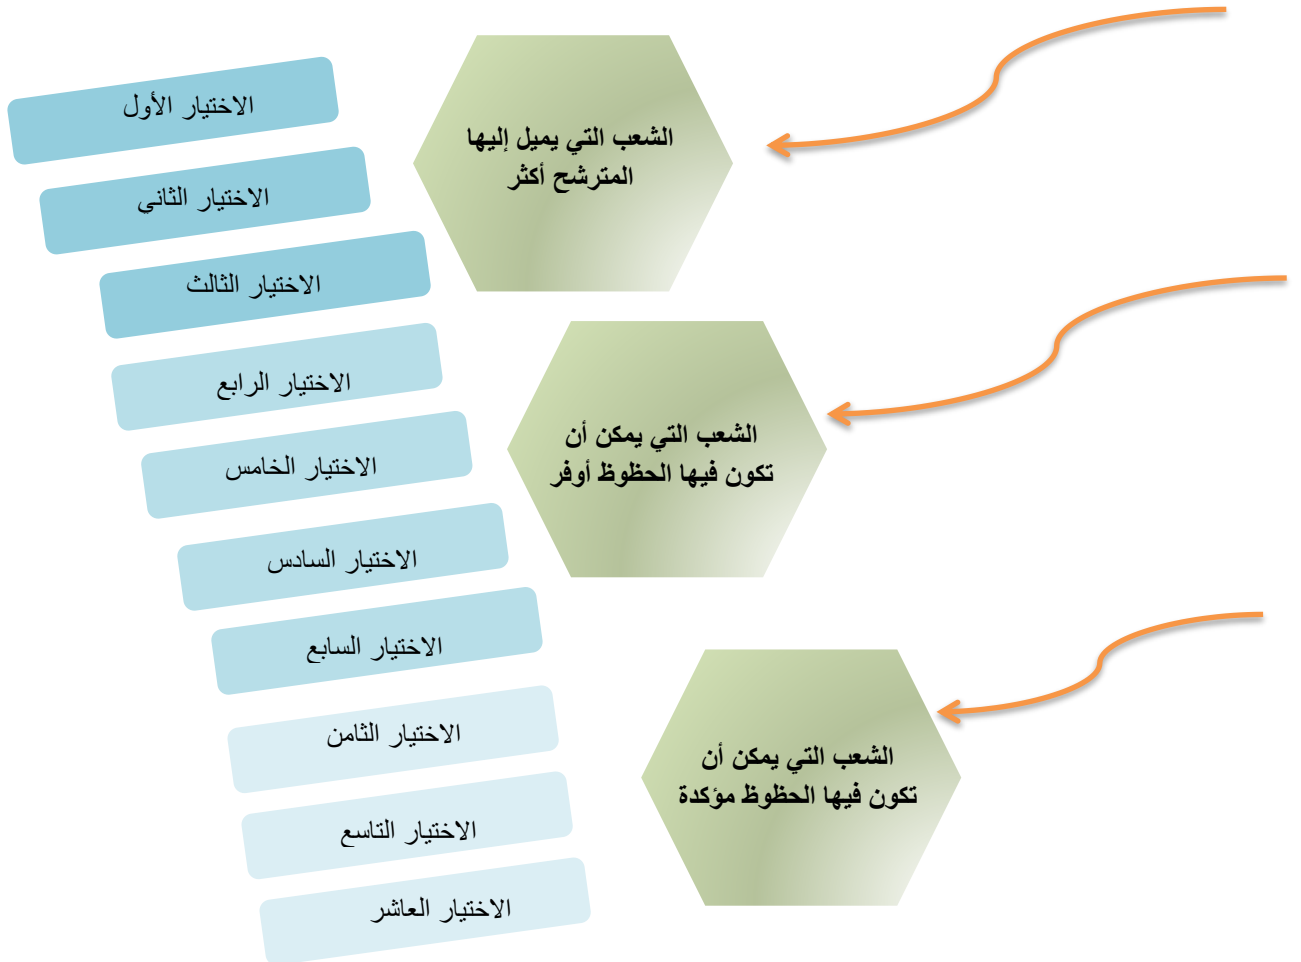 الاختيار الأول
الاختيار الثاني
الاختيار الثالث
الاختيار الرابع
الاختيار الخامس
الاختيار السادس
الاختيار السابع
الاختيار الثامن
الاختيار التاسع
الاختيار العاشر
الشعب التي يميل إليها
المترشح أكثر
الشعب التي يمكن أن
تكون فيها الحظوظ أوفر
الشعب التي يمكن أن
تكون فيها الحظوظ مؤكدة